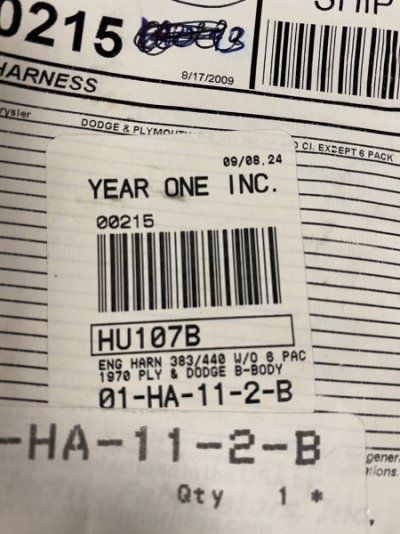 0215
SHIP
8/17/2009
HARNESS
rysler
DODGE & PLYMOUTH
CI. EXCEPT 6 PACK
09/08.24
YEAR ONE INC.
00215
HU107B
ENG HARN 383/440 W/O 6 PAC
1970 PLY & DODGE B-BODY
01-HA-11-2-B
-HA-11-2-B
gener
tions.
Qty 1 *